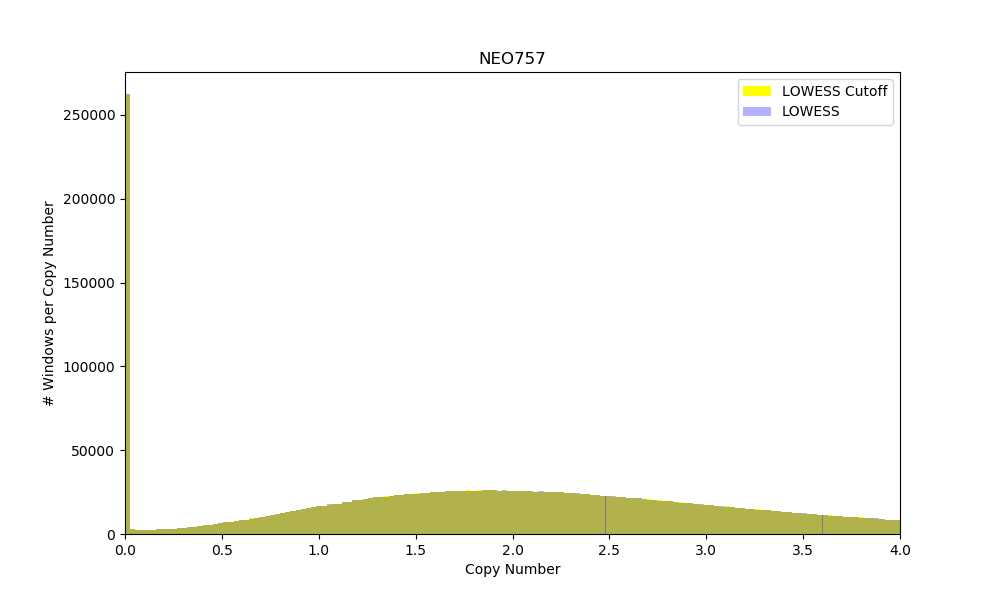 NEO757
LOWESS Cutoff
LOWESS
# Windows per Copy Number
250000
200000
150000
100000
50000
0
0.0 0.5 1.0 1.5 2.0 2.5 3.0 3.5 4.0
Copy Number